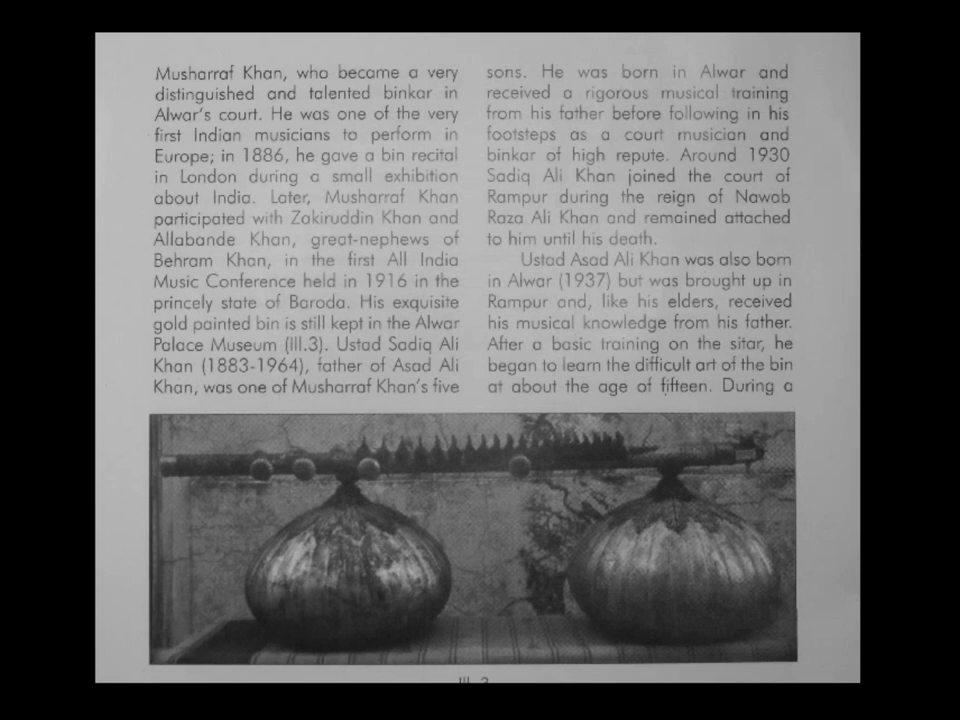 Musharraf Khan, who became a very
distinguished and talented binkar in
Alwar's court. He was one of the very
first Indian musicians to perform in
Europe; in 1886, he gave a bin recital
in London during a small exhibition
about India. Later, Musharraf Khan
participated with Zakiruddin Khan and
Allabande Khan, great-nephews of
Behram Khan, in the first All India
Music Conference held in 1916 in the
princely state of Baroda. His exquisite
gold painted bin is still kept in the Alwar
Palace Museum (Ill.3). Ustad Sadiq Ali
Khan (1883-1964), father of Asad Ali
Khan, was one of Musharraf Khan's five
sons. He was born in Alwar and
received a rigorous musical training
from his father before following in his
footsteps as a court musician and
binkar of high repute. Around 1930
Sadiq Ali Khan joined the court of
Rampur during the reign of Nawab
Raza Ali Khan and remained attached
to him until his death.
Ustad Asad Ali Khan was also born
in Alwar (1937) but was brought up in
Rampur and, like his elders, received
his musical knowledge from his father.
After a basic training on the sitar, he
began to learn the difficult art of the bin
at about the age of fifteen. During a
Ill. 3